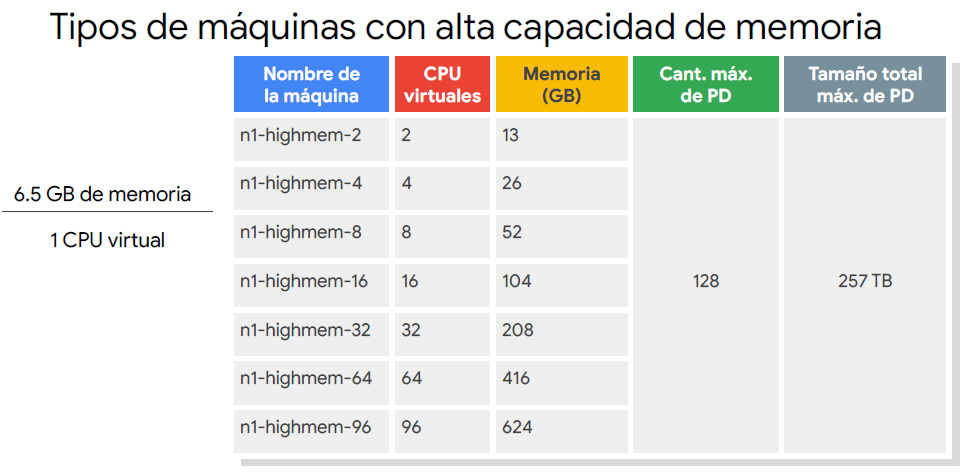 Tipos de máquinas con alta capacidad de memoria
Nombre de la máquina CPU virtuales Memoria (GB) Cant. máx. de PD Tamaño total máx. de PD
6.5 GB de memoria
1 CPU virtual
n1-highmem-2 2 13
n1-highmem-4 4 26
n1-highmem-8 8 52
n1-highmem-16 16 104 128 257 TB
n1-highmem-32 32 208
n1-highmem-64 64 416
n1-highmem-96 96 624